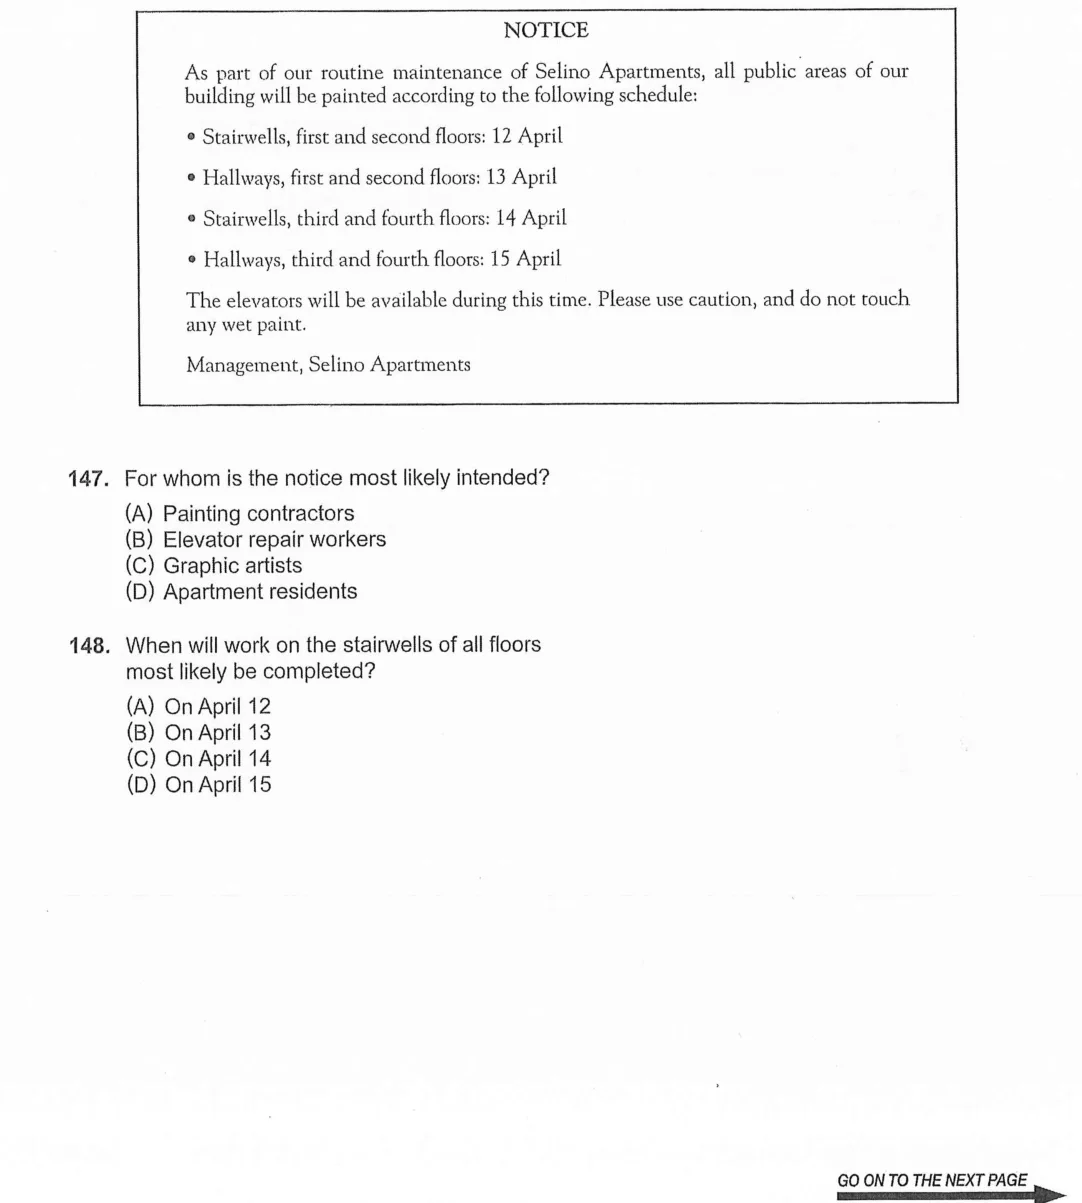 NOTICE
As part of our routine maintenance of Selino Apartments, all public areas of our
building will be painted according to the following schedule:
• Stairwells, first and second floors: 12 April
• Hallways, first and second floors: 13 April
• Stairwells, third and fourth floors: 14 April
• Hallways, third and fourth floors: 15 April
The elevators will be available during this time. Please use caution, and do not touch
any wet paint.
Management, Selino Apartments
147. For whom is the notice most likely intended?
(A) Painting contractors
(B) Elevator repair workers
(C) Graphic artists
(D) Apartment residents
148. When will work on the stairwells of all floors
most likely be completed?
(A) On April 12
(B) On April 13
(C) On April 14
(D) On April 15
GO ON TO THE NEXT PAGE